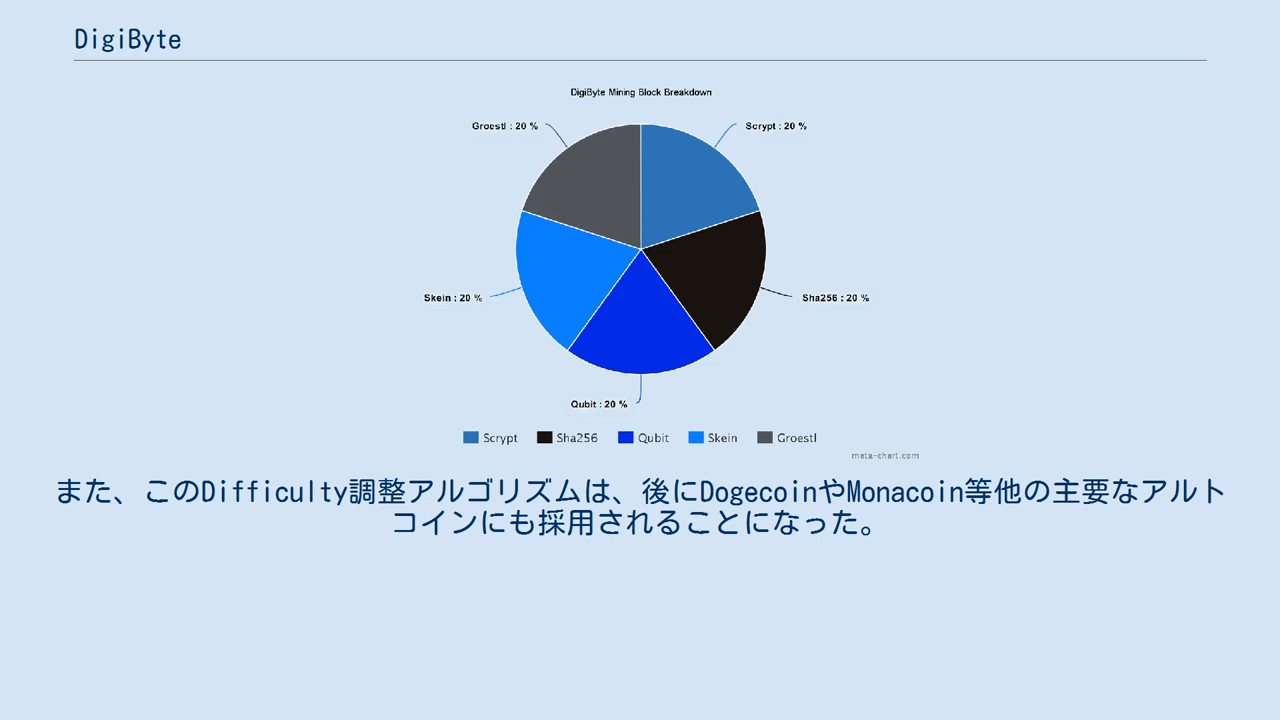 DigiByte
DigiByte Mining Block Breakdown
Groestl : 20 %
Scrypt : 20 %
Skein : 20 %
Sha256 : 20 %
Qubit : 20 %
Scrypt Sha256 Qubit Skein Groestl
meta-chart.com
また、このDifficulty調整アルゴリズムは、後にDogecoinやMonacoin等他の主要なアルト
コインにも採用されることになった。